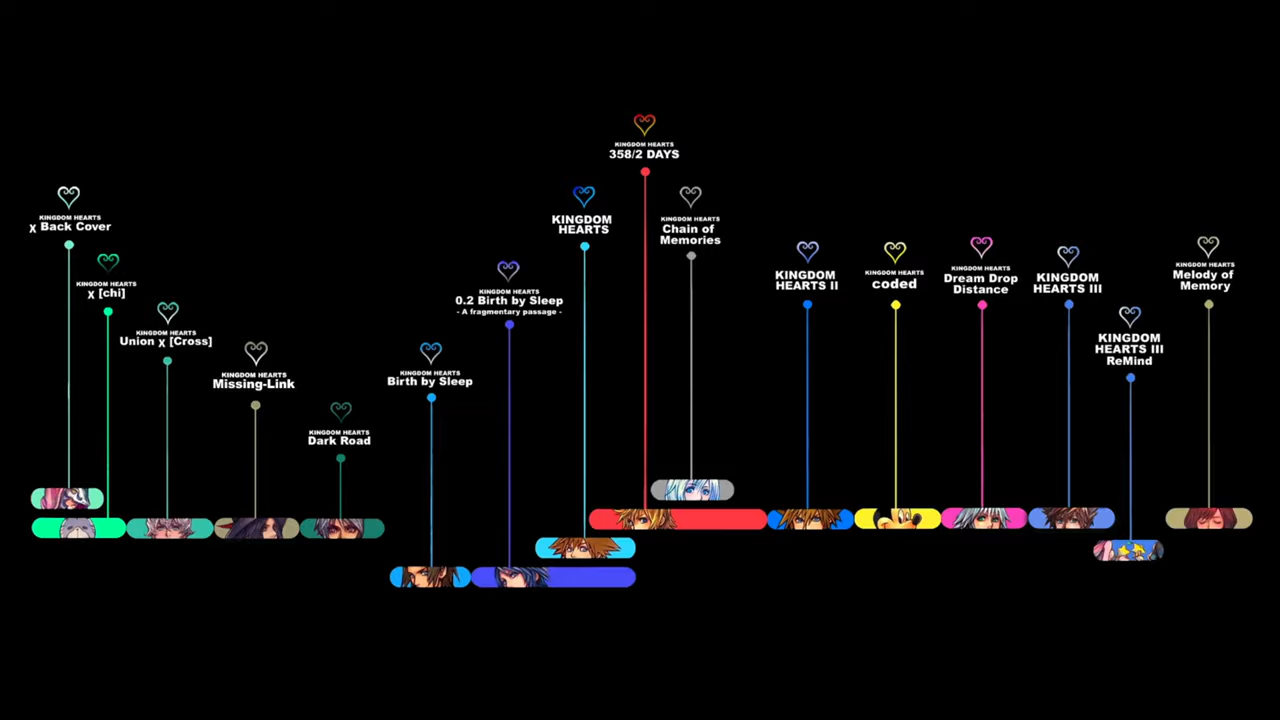 KINGDOM HEARTS
χ Back Cover
KINGDOM HEARTS
χ [chi]
KINGDOM HEARTS
Union χ [Cross]
KINGDOM HEARTS
Missing-Link
KINGDOM HEARTS
Dark Road
KINGDOM HEARTS
Birth by Sleep
KINGDOM HEARTS
0.2 Birth by Sleep
- A fragmentary passage -
KINGDOM
HEARTS
KINGDOM HEARTS
358/2 DAYS
KINGDOM HEARTS
Chain of
Memories
KINGDOM
HEARTS II
KINGDOM HEARTS
coded
KINGDOM HEARTS
Dream Drop
Distance
KINGDOM
HEARTS III
KINGDOM
HEARTS III
ReMind
KINGDOM HEARTS
Melody of
Memory